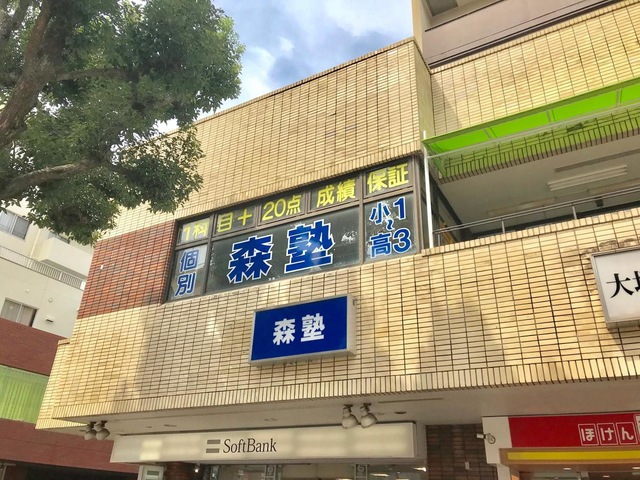 1科目+20点 成績保証
個別
森塾
小1
~
高3
森塾
SoftBank
ほけん